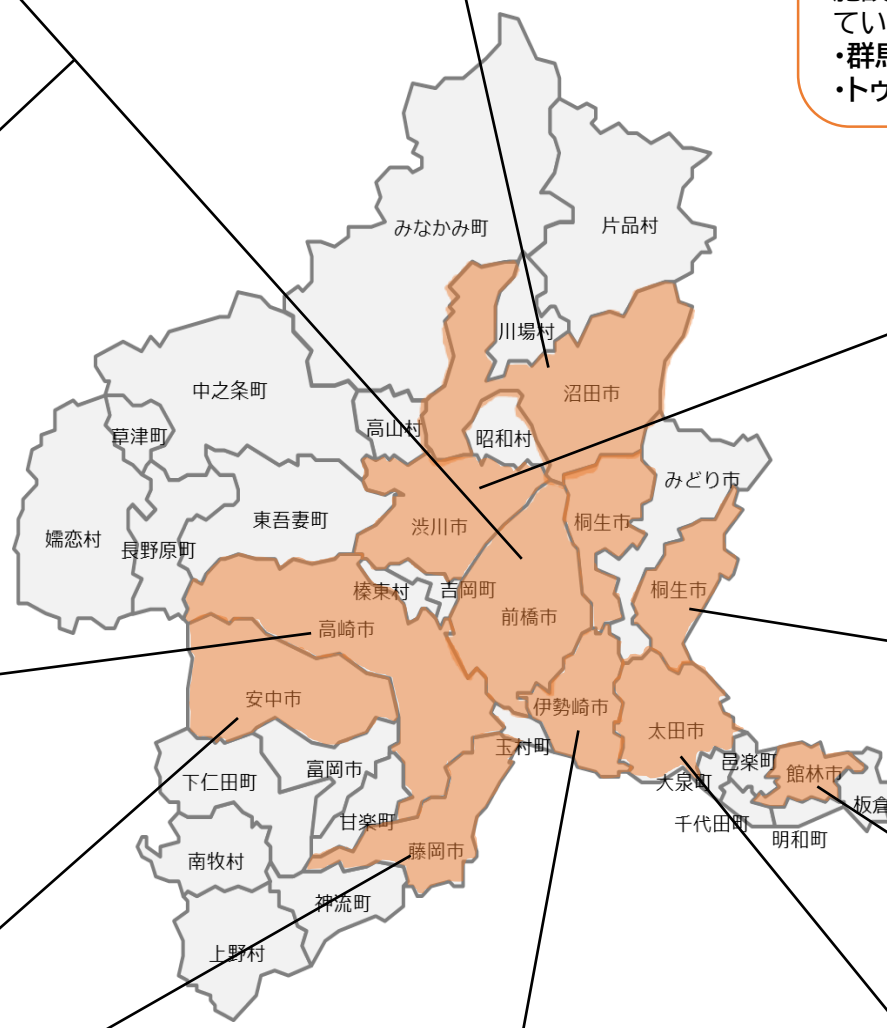 てい
・群馬
・トゥ
みなかみ町
片品村
川場村
中之条町
沼田市
高山村
草津町
昭和村
みどり市
東吾妻町
桐生市
渋川市
嬬恋村
長野原町
榛東村
吉岡町
桐生市
前橋市
高崎市
安中市
伊勢崎市
太田市
玉村町
邑楽町
富岡市
館林市
下仁田町
大泉町
板倉
甘楽町
千代田町
明和町
藤岡市
南牧村
神流町
上野村